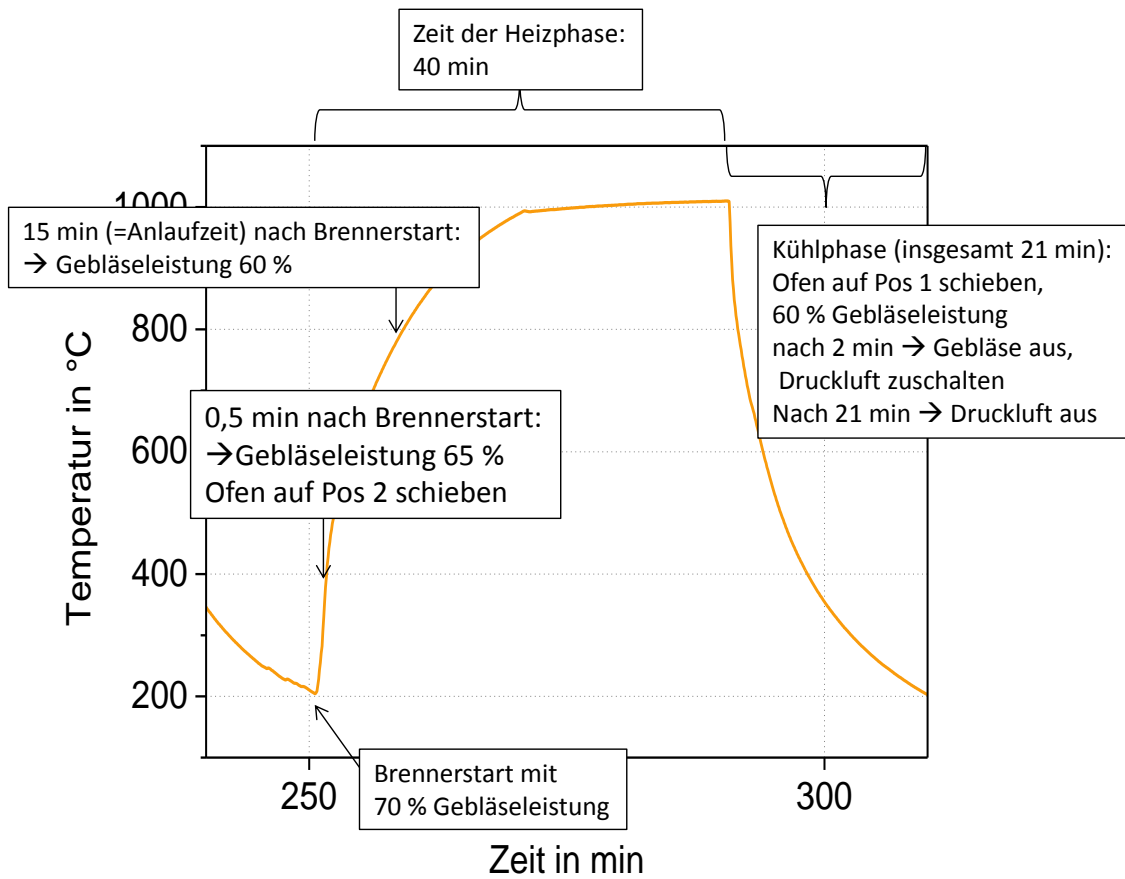 Zeit der Heizphase:
40 min
15 min (=Anlaufzeit) nach Brennerstart:
→ Gebläseleistung 60 %
Kühlphase (insgesamt 21 min):
Ofen auf Pos 1 schieben,
60 % Gebläseleistung
nach 2 min → Gebläse aus,
Druckluft zuschalten
Nach 21 min → Druckluft aus
0,5 min nach Brennerstart:
→Gebläseleistung 65 %
Ofen auf Pos 2 schieben
Brennerstart mit
70 % Gebläseleistung
Temperatur in °C
1000
800
600
400
200
250
300
Zeit in min